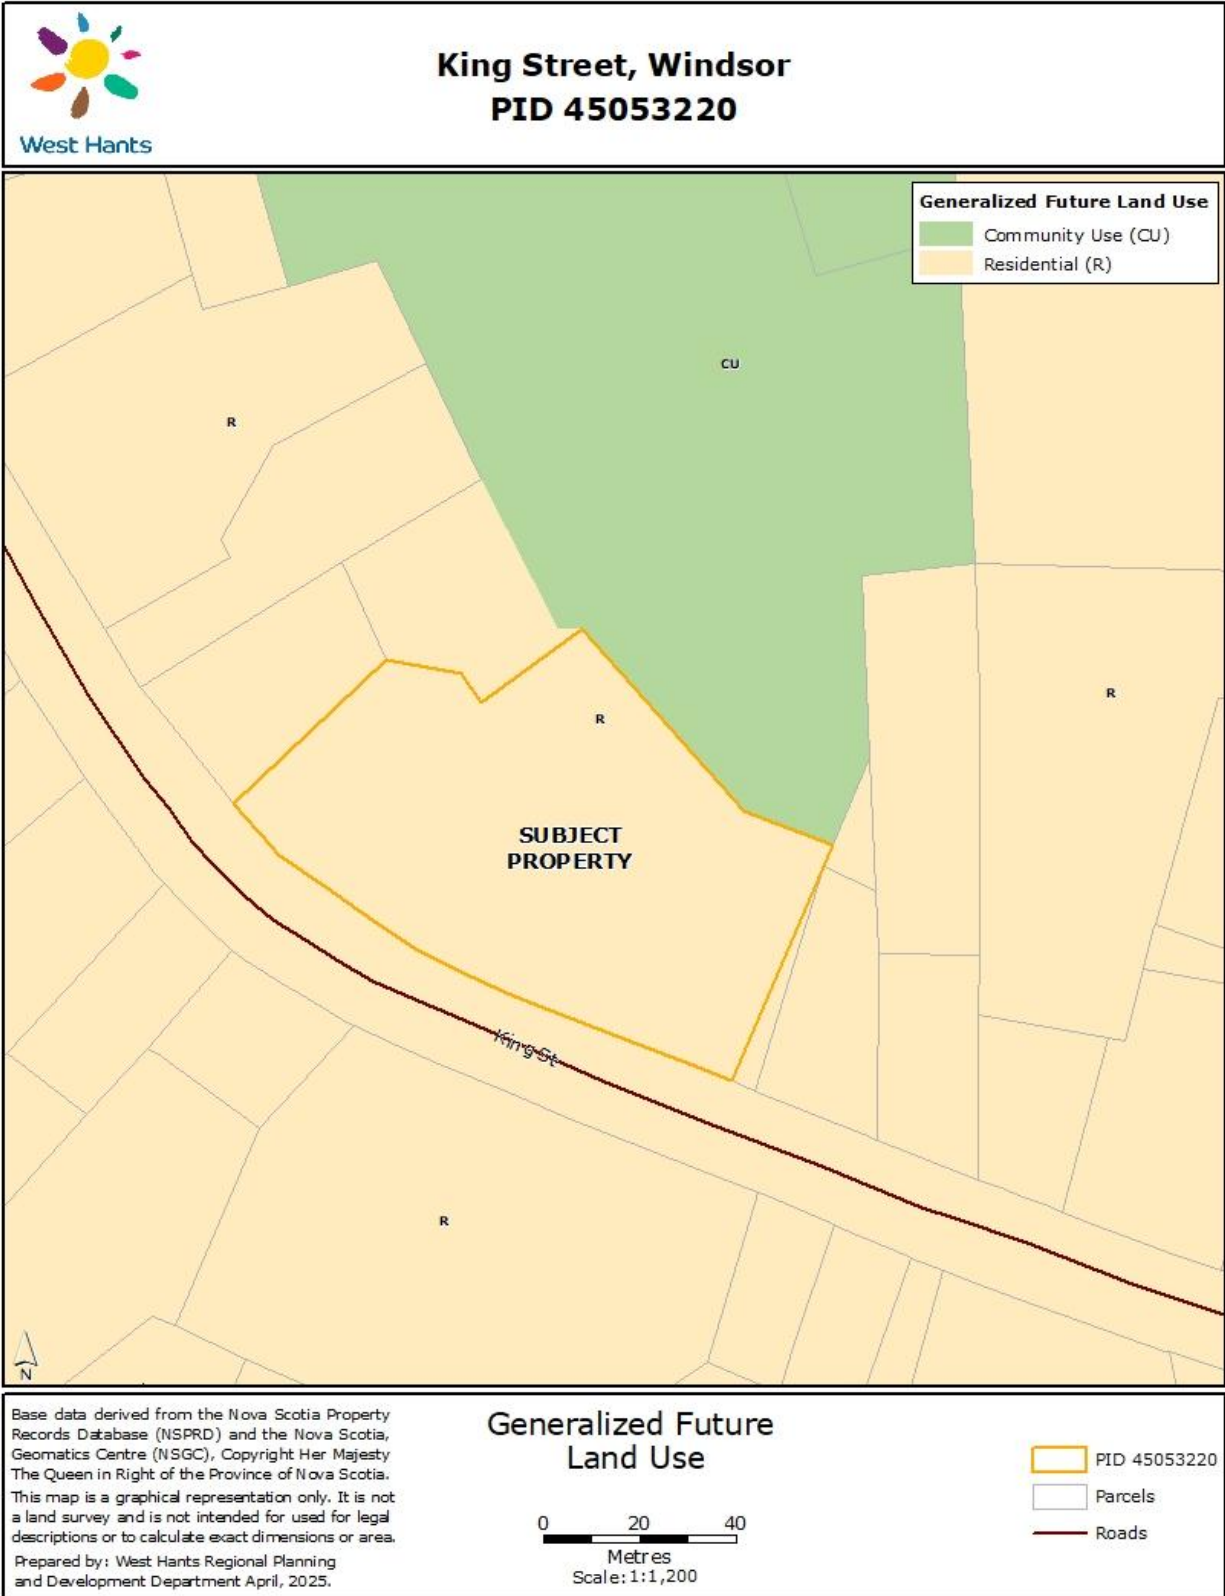 King Street, Windsor
PID 45053220
West Hants
Generalized Future Land Use
Community Use (CU)
Residential (R)
CU
R
R
R
SUBJECT
PROPERTY
King St
R
N
Base data derived from the Nova Scotia Property
Records Database (NSPRD) and the Nova Scotia,
Geomatics Centre (NSGC), Copyright Her Majesty
The Queen in Right of the Province of Nova Scotia.
This map is a graphical representation only. It is not
a land survey and is not intended for used for legal
descriptions or to calculate exact dimensions or area.
Prepared by: West Hants Regional Planning
and Development Department April, 2025.
Generalized Future
Land Use
0 20 40
Metres
Scale:1:1,200
PID 45053220
Parcels
Roads